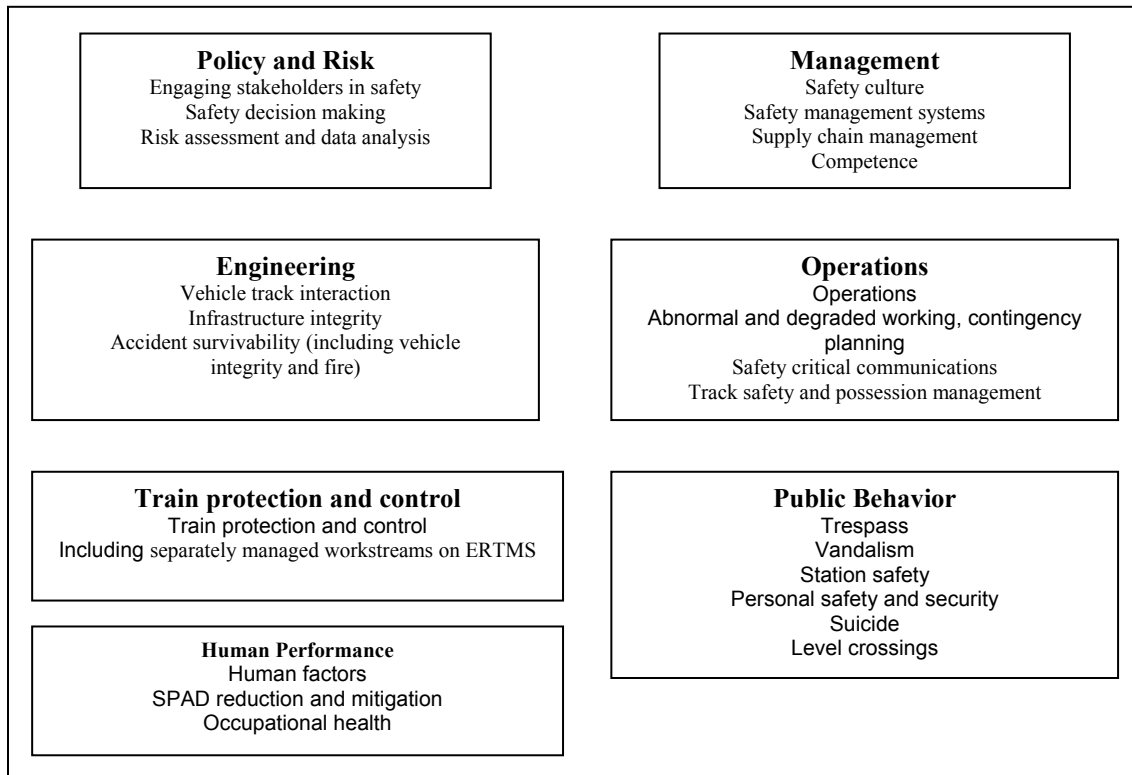 Policy and Risk
Engaging stakeholders in safety
Safety decision making
Risk assessment and data analysis
Management
Safety culture
Safety management systems
Supply chain management
Competence
Engineering
Vehicle track interaction
Infrastructure integrity
Accident survivability (including vehicle
integrity and fire)
Operations
Operations
Abnormal and degraded working, contingency
planning
Safety critical communications
Track safety and possession management
Train protection and control
Train protection and control
Including separately managed workstreams on ERTMS
Public Behavior
Trespass
Vandalism
Station safety
Personal safety and security
Suicide
Level crossings
Human Performance
Human factors
SPAD reduction and mitigation
Occupational health